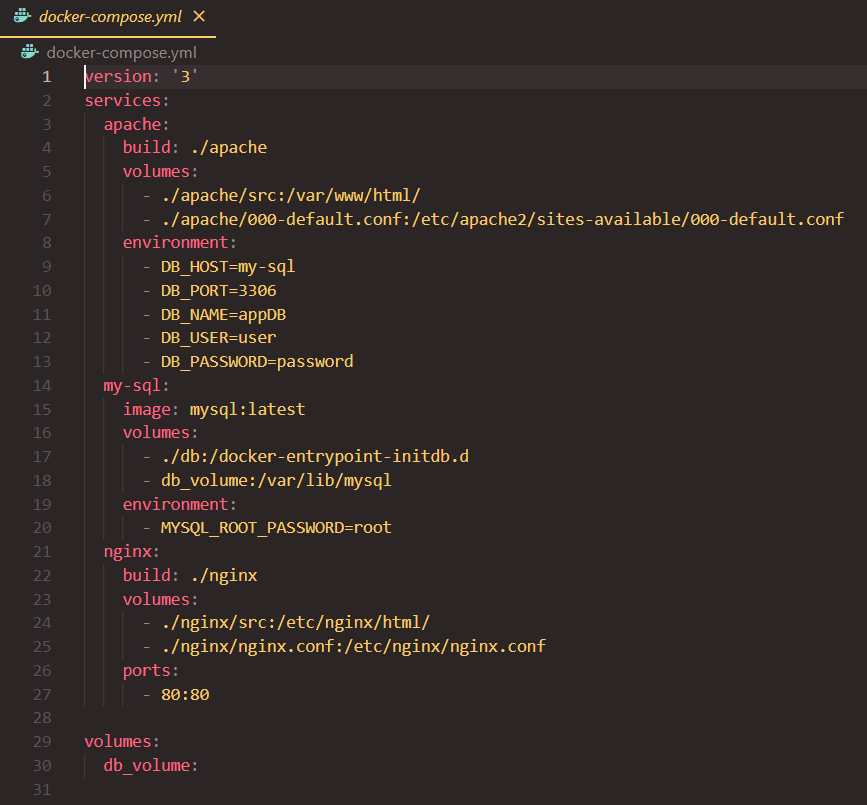 docker-compose.yml ×
docker-compose.yml
1 version: '3'
2 services:
3   apache:
4     build: ./apache
5     volumes:
6       - ./apache/src:/var/www/html/
7       - ./apache/000-default.conf:/etc/apache2/sites-available/000-default.conf
8     environment:
9       - DB_HOST=my-sql
10       - DB_PORT=3306
11       - DB_NAME=appDB
12       - DB_USER=user
13       - DB_PASSWORD=password
14   my-sql:
15     image: mysql:latest
16     volumes:
17       - ./db:/docker-entrypoint-initdb.d
18       - db_volume:/var/lib/mysql
19     environment:
20       - MYSQL_ROOT_PASSWORD=root
21   nginx:
22     build: ./nginx
23     volumes:
24       - ./nginx/src:/etc/nginx/html/
25       - ./nginx/nginx.conf:/etc/nginx/nginx.conf
26     ports:
27       - 80:80
28
29 volumes:
30   db_volume:
31